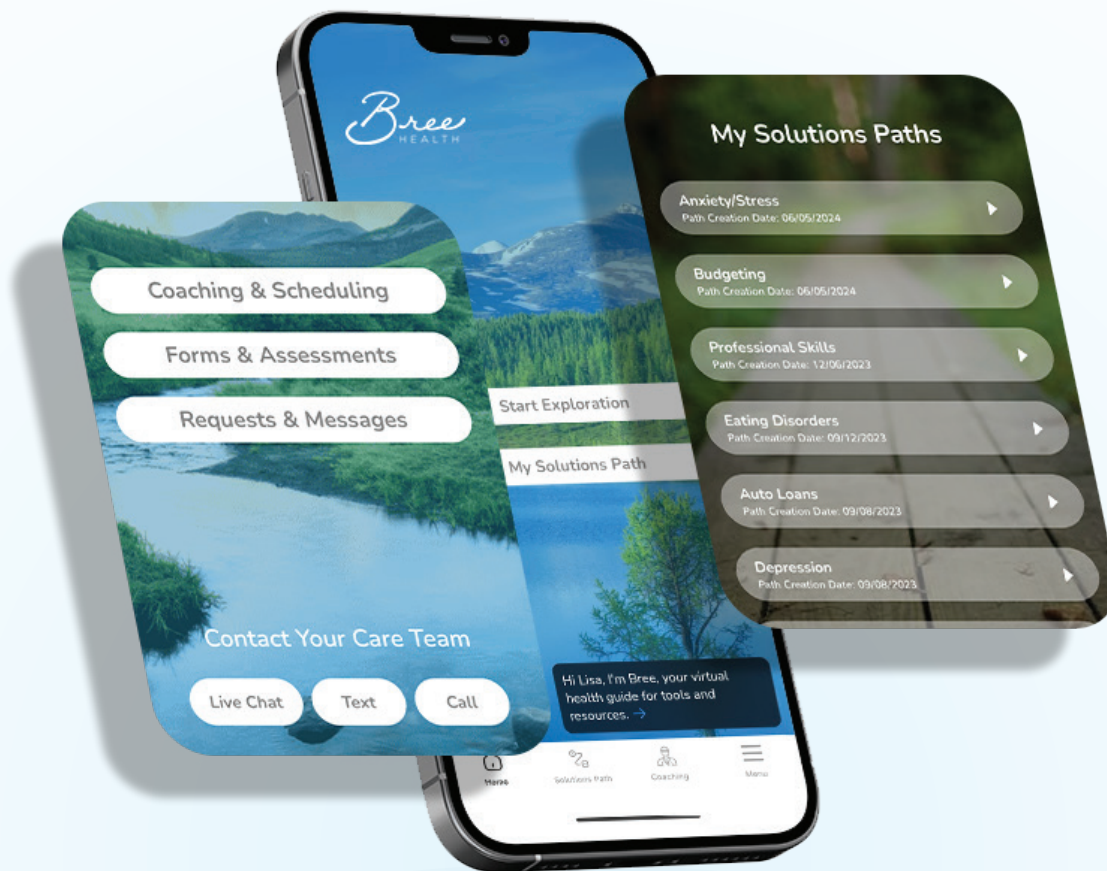 Bree
HEALTH
Start Exploration
My Solutions Path
Hi Lisa, I'm Bree, your virtual
health guide for tools and
resources. →
Home
Solutions Path
Coaching
Menu
Coaching & Scheduling
Forms & Assessments
Requests & Messages
Contact Your Care Team
Live Chat
Text
Call
My Solutions Paths
Anxiety/Stress
Path Creation Date: 06/05/2024
Budgeting
Path Creation Date: 06/05/2024
Professional Skills
Path Creation Date: 12/06/2023
Eating Disorders
Path Creation Date: 09/12/2023
Auto Loans
Path Creation Date: 09/08/2023
Depression
Path Creation Date: 09/08/2023